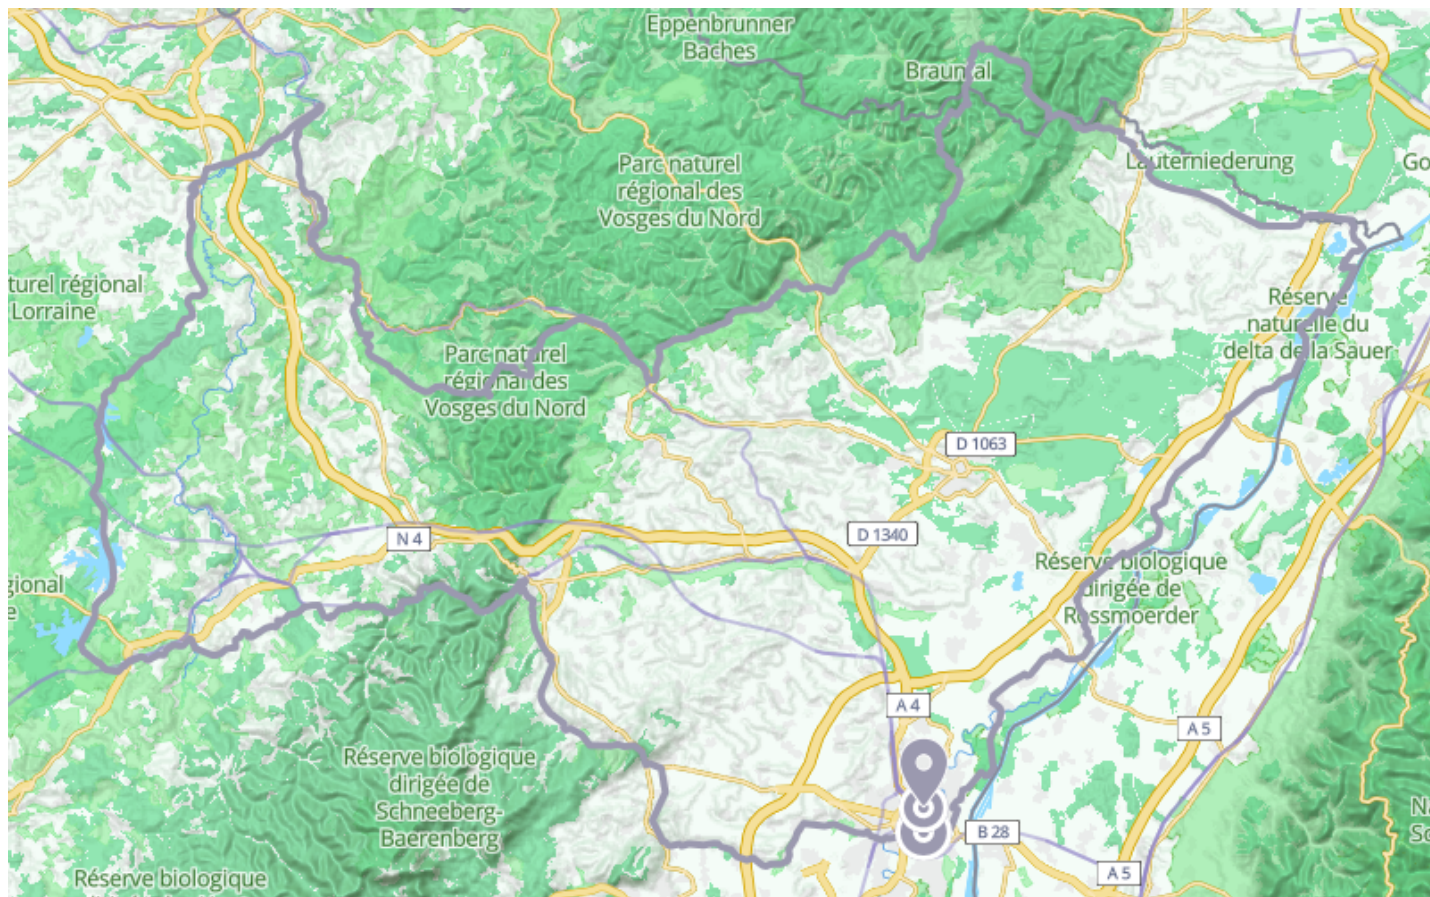 Eppenbrunner
Baches
Braunal
Parc naturel
régional des
Vosges du Nord
Lauterniederung
Go
turel régional
Lorraine
Réserve
naturelle du
delta de la Sauer
Parc naturel
régional des
Vosges du Nord
D 1063
N 4
D 1340
Réserve biologique
dirigée de
Rossmoerder
gional
e
A 4
A 5
Réserve biologique
dirigée de
Schneeberg-
Baerenberg
B 28
Na
Sc
A 5
Réserve biologique